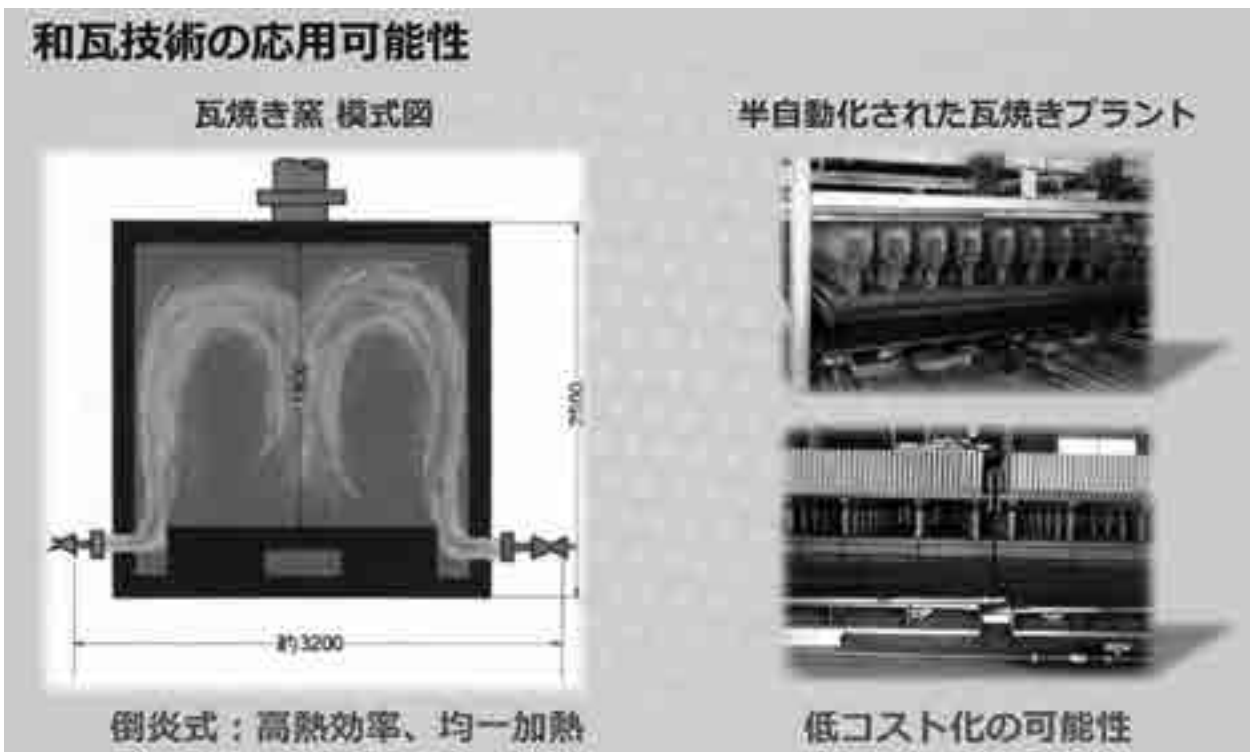 和瓦技術の応用可能性
瓦焼き窯 模式図
半自動化された瓦焼きプラント
2500
約3200
倒炎式：高熱効率、均一加熱
低コスト化の可能性